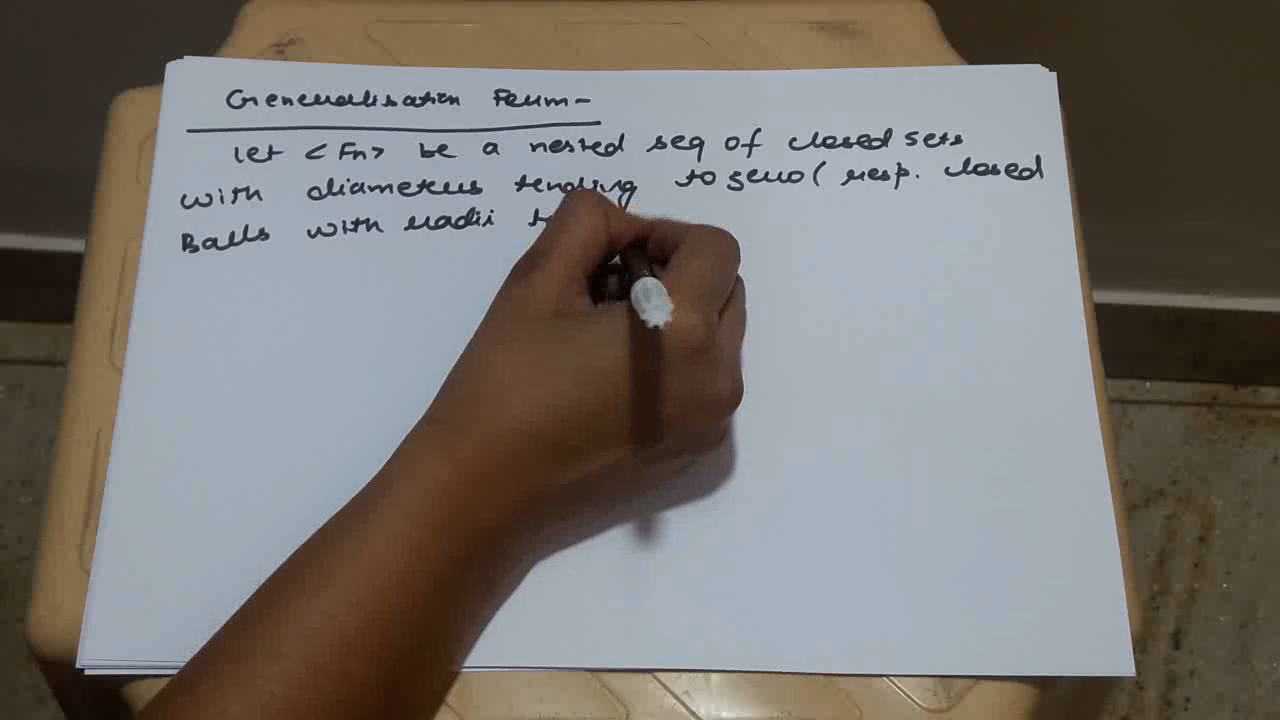 Generalisation Form-
Let <Fn> be a nested seq of closed sets
with diameters tending to zero ( resp. closed
Balls with radii